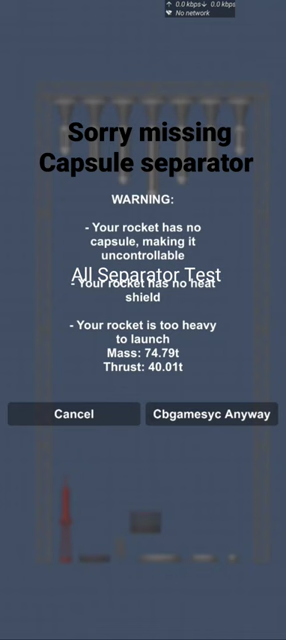 0.0 kbps 0.0 kbps
No network
Sorry missing
Capsule separator
WARNING:
- Your rocket has no
capsule, making it
uncontrollable
All Separator Test
- Your rocket has no heat
shield
- Your rocket is too heavy
to launch
Mass: 74.79t
Thrust: 40.01t
Cancel
Cbgamesyc Anyway